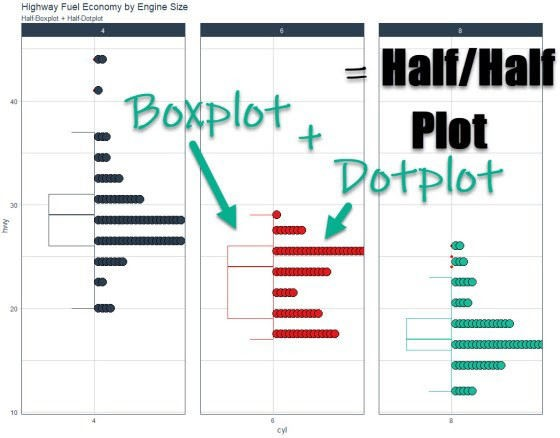 Highway Fuel Economy by Engine Size
Half-Boxplot + Half-Dotplot
4 6 8
= Half/Half
Plot
Boxplot
+
Dotplot
40
30
20
10
hwy
4 6 8
cyl